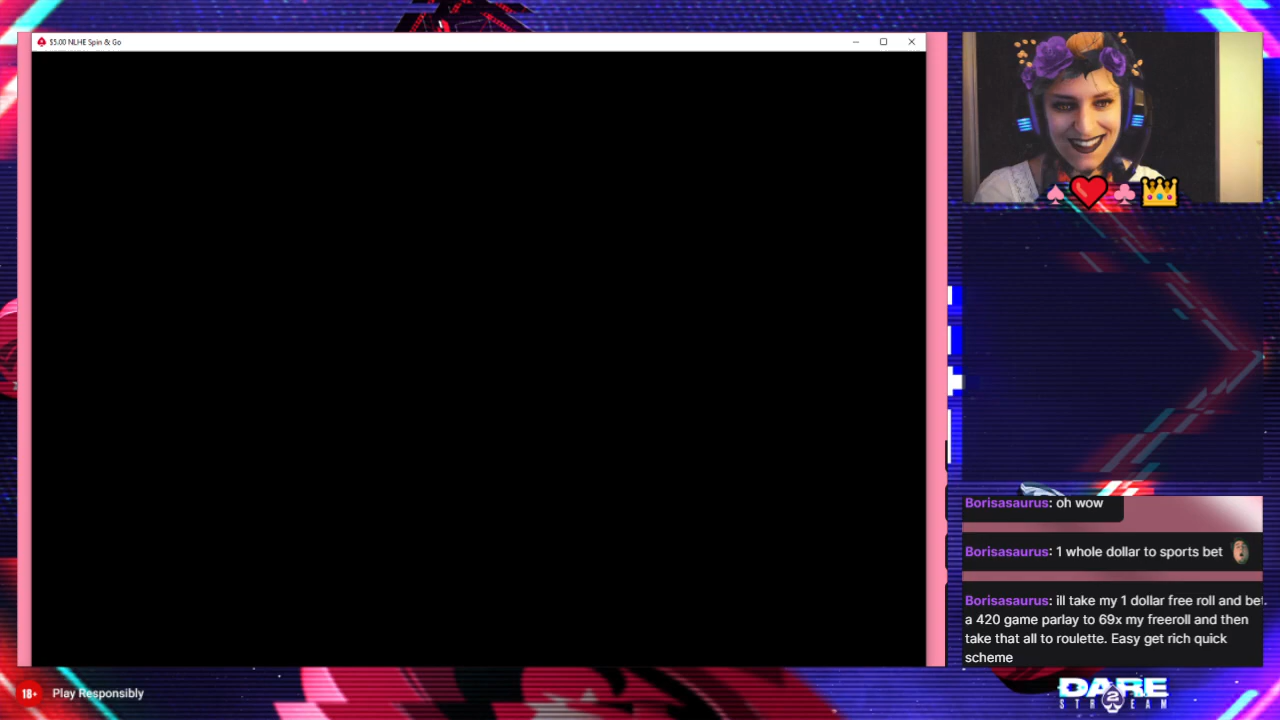 $5.00 NLHE Spin & Go
Borisasaurus: oh wow
Borisasaurus: 1 whole dollar to sports bet
Borisasaurus: ill take my 1 dollar free roll and bet
a 420 game parlay to 69x my freeroll and then
take that all to roulette. Easy get rich quick
scheme
18+ Play Responsibly
DARE
2
STREAM